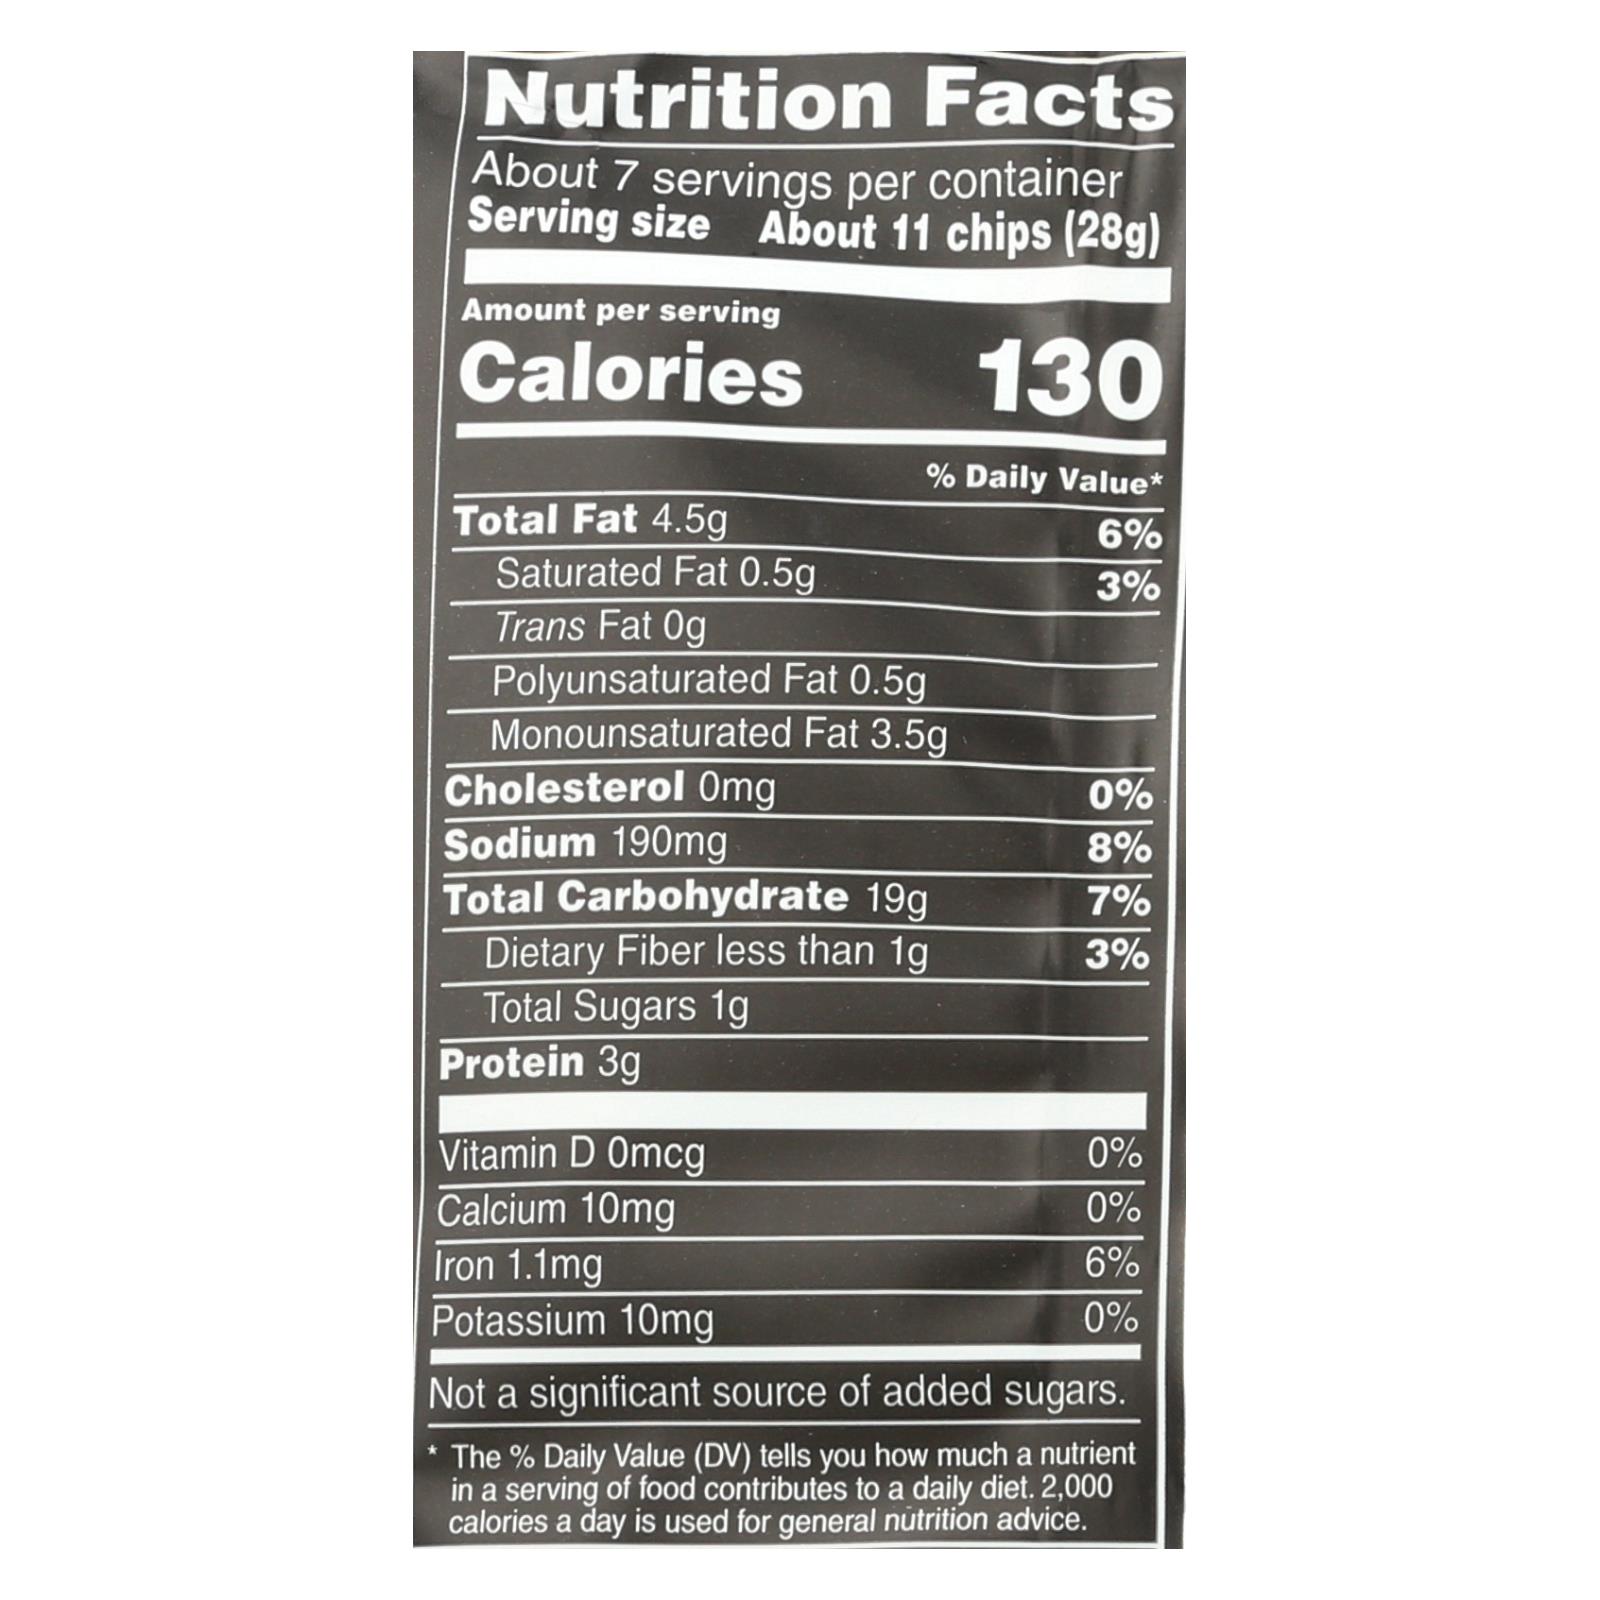 Nutrition Facts
About 7 servings per container
Serving size About 11 chips (28g)
Amount per serving
Calories 130
% Daily Value*
Total Fat 4.5g 6%
Saturated Fat 0.5g 3%
Trans Fat 0g
Polyunsaturated Fat 0.5g
Monounsaturated Fat 3.5g
Cholesterol 0mg 0%
Sodium 190mg 8%
Total Carbohydrate 19g 7%
Dietary Fiber less than 1g 3%
Total Sugars 1g
Protein 3g
Vitamin D 0mcg 0%
Calcium 10mg 0%
Iron 1.1mg 6%
Potassium 10mg 0%
Not a significant source of added sugars.
* The % Daily Value (DV) tells you how much a nutrient
in a serving of food contributes to a daily diet. 2,000
calories a day is used for general nutrition advice.